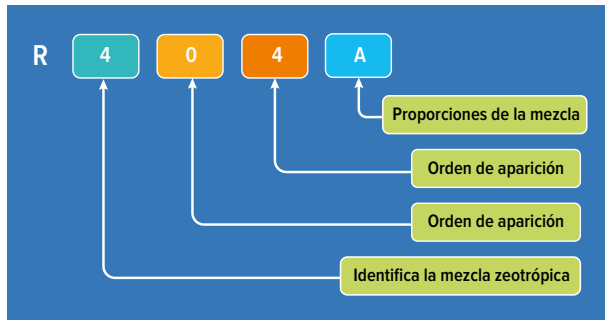 R 4 0 4 A
Proporciones de la mezcla
Orden de aparición
Orden de aparición
Identifica la mezcla zeotrópica